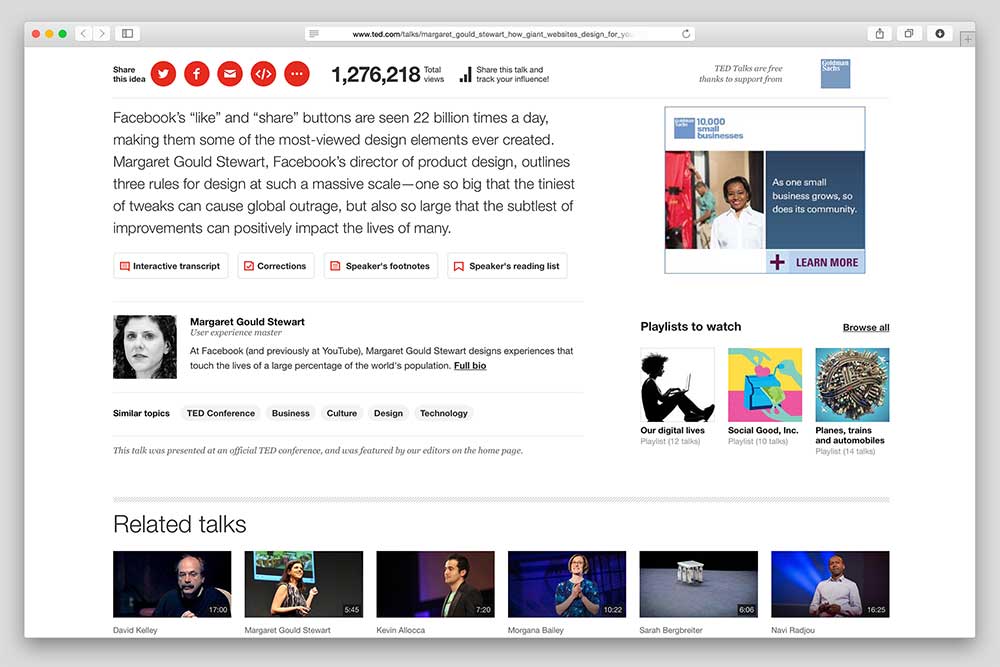 www.ted.com/talks/margaret_gould_stewart_how_giant_websites_design_for_you
Share
this idea
1,276,218
Total
views
Share this talk and
track your influence!
TED Talks are free
thanks to support from
Goldman
Sachs
Facebook's “like” and “share” buttons are seen 22 billion times a day,
making them some of the most-viewed design elements ever created.
Margaret Gould Stewart, Facebook's director of product design, outlines
three rules for design at such a massive scale—one so big that the tiniest
of tweaks can cause global outrage, but also so large that the subtlest of
improvements can positively impact the lives of many.
Interactive transcript
Corrections
Speaker's footnotes
Speaker's reading list
Goldman
Sachs
10,000
small
businesses
As one small
business grows, so
does its community.
LEARN MORE
Margaret Gould Stewart
User experience master
At Facebook (and previously at YouTube), Margaret Gould Stewart designs experiences that
touch the lives of a large percentage of the world's population. Full bio
Similar topics
TED Conference
Business
Culture
Design
Technology
This talk was presented at an official TED conference, and was featured by our editors on the home page.
Playlists to watch
Browse all
Our digital lives
Playlist (12 talks)
Social Good, Inc.
Playlist (10 talks)
Planes, trains
and automobiles
Playlist (14 talks)
Related talks
17:00
5:45
7:20
10:22
6:06
16:25
David Kelley
Margaret Gould Stewart
Kevin Allocca
Morgana Bailey
Sarah Bergbreiter
Navi Radjou